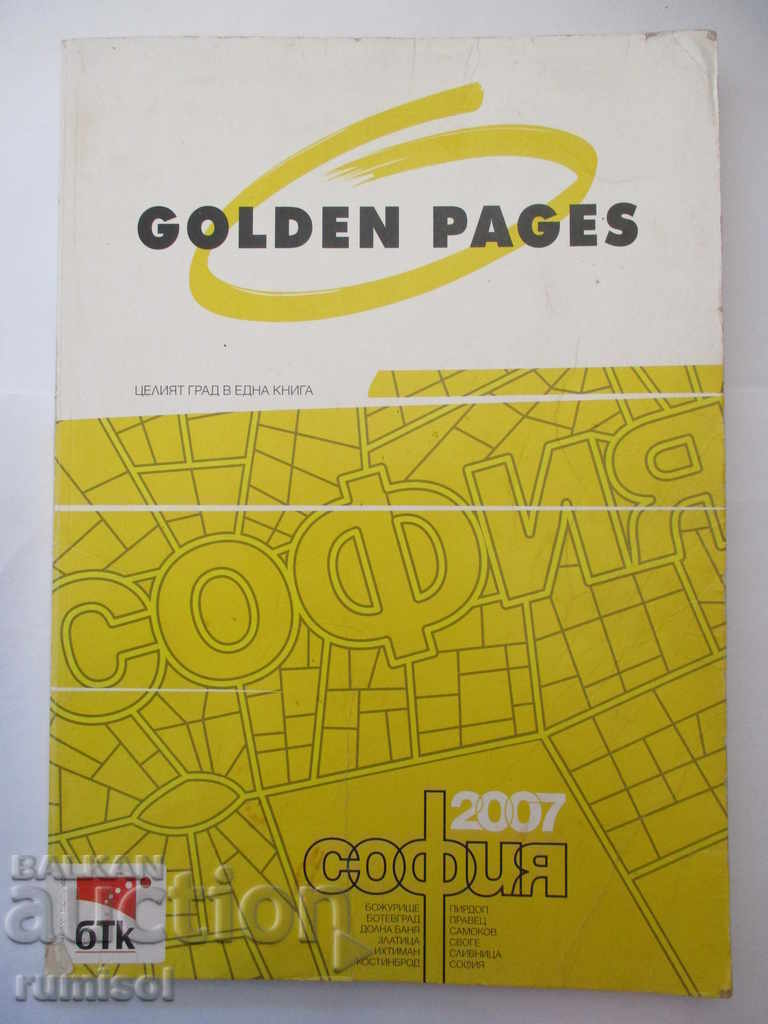 GOLDEN PAGES
ЦЕЛИЯТ ГРАД В ЕДНА КНИГА
СОФИЯ
2007
СОФИЯ
БОЖУРИЩЕ
БОТЕВГРАД
ДОЛНА БАНЯ
ЗЛАТИЦА
ИХТИМАН
КОСТИНБРОД
ПИРДОП
ПРАВЕЦ
САМОКОВ
СВОГЕ
СЛИВНИЦА
СОФИЯ
бТк
BALKAN
auction
rumisol